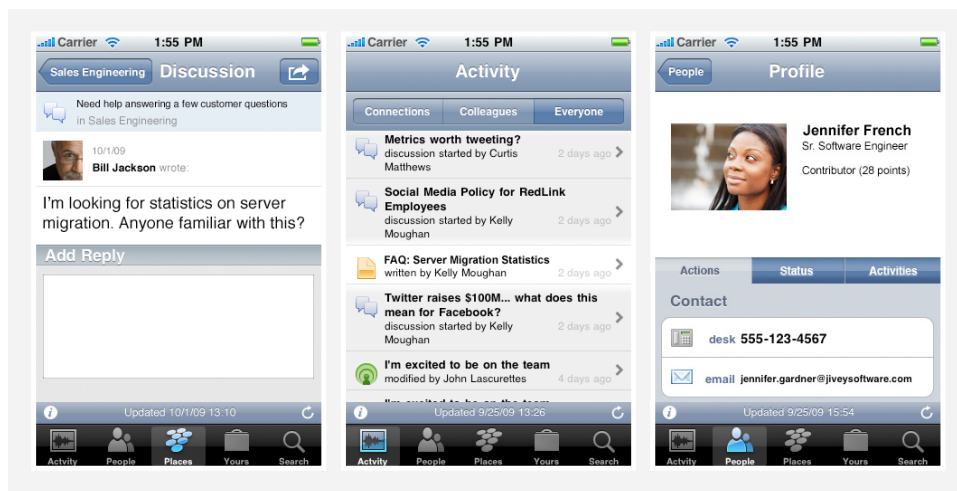 Carrier 1:55 PM
Sales Engineering Discussion
Need help answering a few customer questions
in Sales Engineering
10/1/09
Bill Jackson wrote:
I'm looking for statistics on server
migration. Anyone familiar with this?
Add Reply
Updated 10/1/09 13:10
Actvity People Places Yours Search
Carrier 1:55 PM
Activity
Connections Colleagues Everyone
Metrics worth tweeting?
discussion started by Curtis
Matthews
2 days ago
Social Media Policy for RedLink
Employees
discussion started by Kelly
Moughan
2 days ago
FAQ: Server Migration Statistics
written by Kelly Moughan
2 days ago
Twitter raises $100M... what does this
mean for Facebook?
discussion started by Kelly
Moughan
2 days ago
I'm excited to be on the team
modified by John Lascurettes
4 days ago
I'm excited to be on the team
Updated 9/25/09 13:26
Actvity People Places Yours Search
Carrier 1:55 PM
People Profile
Jennifer French
Sr. Software Engineer
Contributor (28 points)
Actions Status Activities
Contact
desk 555-123-4567
email jennifer.gardner@jiveysoftware.com
Updated 9/25/09 15:54
Actvity People Places Yours Search